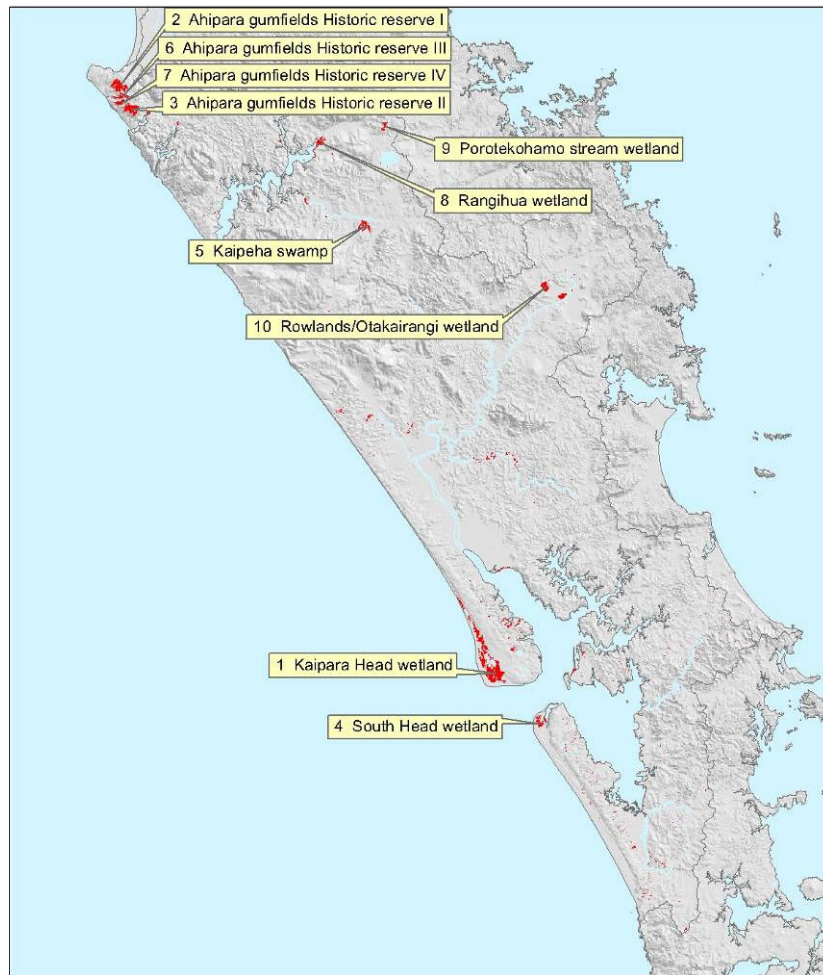 2 Ahipara gumfields Historic reserve I
6 Ahipara gumfields Historic reserve III
7 Ahipara gumfields Historic reserve IV
3 Ahipara gumfields Historic reserve II
9 Porotekohamo stream wetland
8 Rangihua wetland
5 Kaipeha swamp
10 Rowlands/Otakairangi wetland
1 Kaipara Head wetland
4 South Head wetland